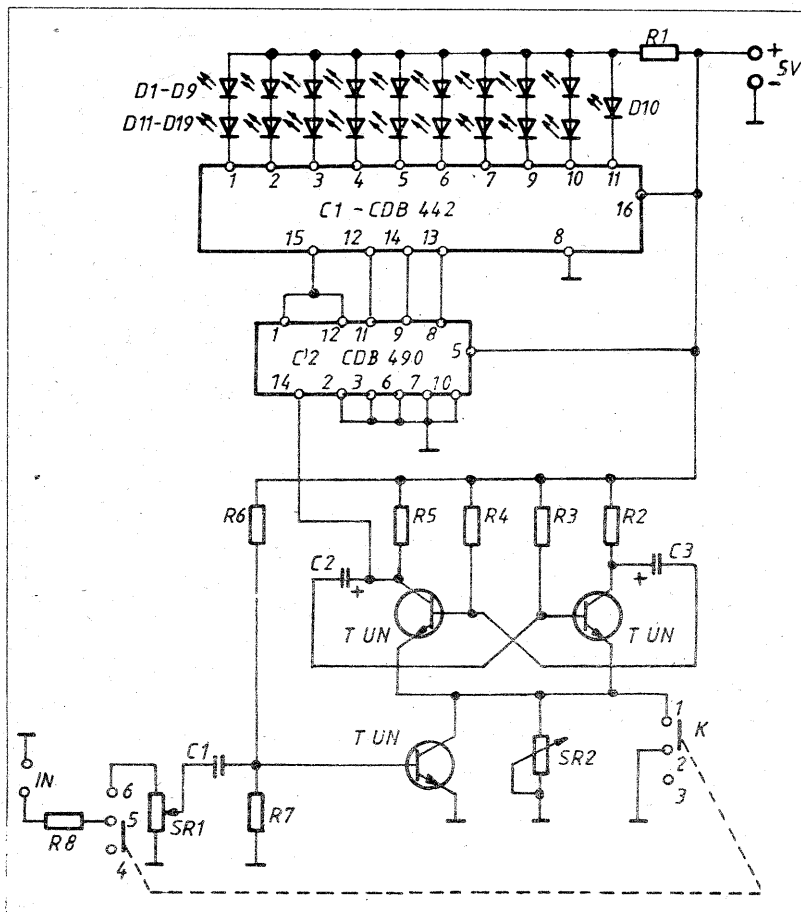 R1
+
5V
-
D1-D9
D10
D11-D19
1 2 3 4 5 6 7 9 10 11
C1 - CDB 442
16
15 12 14 13 8
1 12 11 9 8
C2 CDB 490
5
14 2 3 6 7 10
R6 R5 R4 R3 R2
C2
+
C3
+
T UN
T UN
T UN
1
K
2
3
SR2
C1
IN
6
5
4
SR1
R7
R8